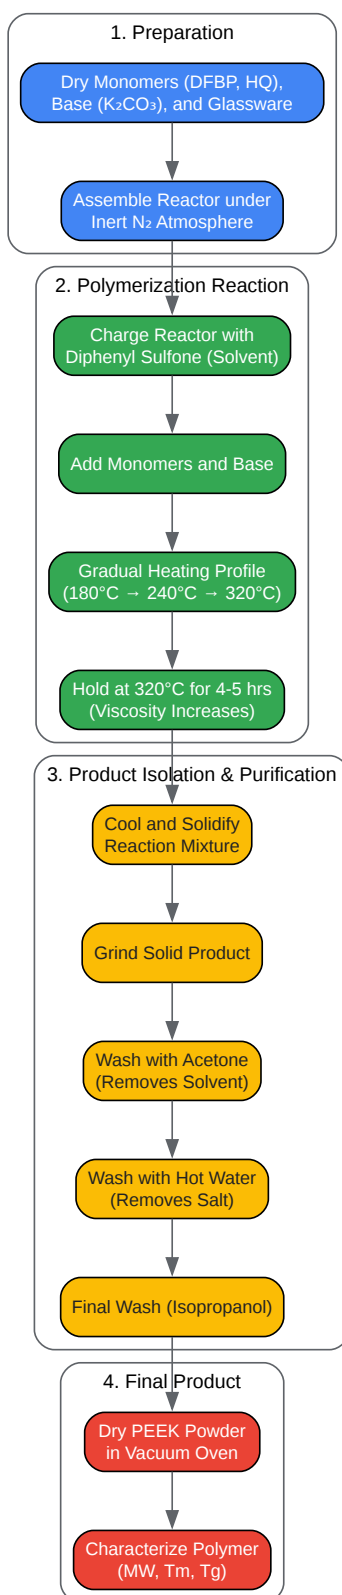 1. Preparation
Dry Monomers (DFBP, HQ),
Base (K₂CO₃), and Glassware
Assemble Reactor under
Inert N₂ Atmosphere
2. Polymerization Reaction
Charge Reactor with
Diphenyl Sulfone (Solvent)
Add Monomers and Base
Gradual Heating Profile
(180°C → 240°C → 320°C)
Hold at 320°C for 4-5 hrs
(Viscosity Increases)
3. Product Isolation & Purification
Cool and Solidify
Reaction Mixture
Grind Solid Product
Wash with Acetone
(Removes Solvent)
Wash with Hot Water
(Removes Salt)
Final Wash (Isopropanol)
4. Final Product
Dry PEEK Powder
in Vacuum Oven
Characterize Polymer
(MW, Tm, Tg)